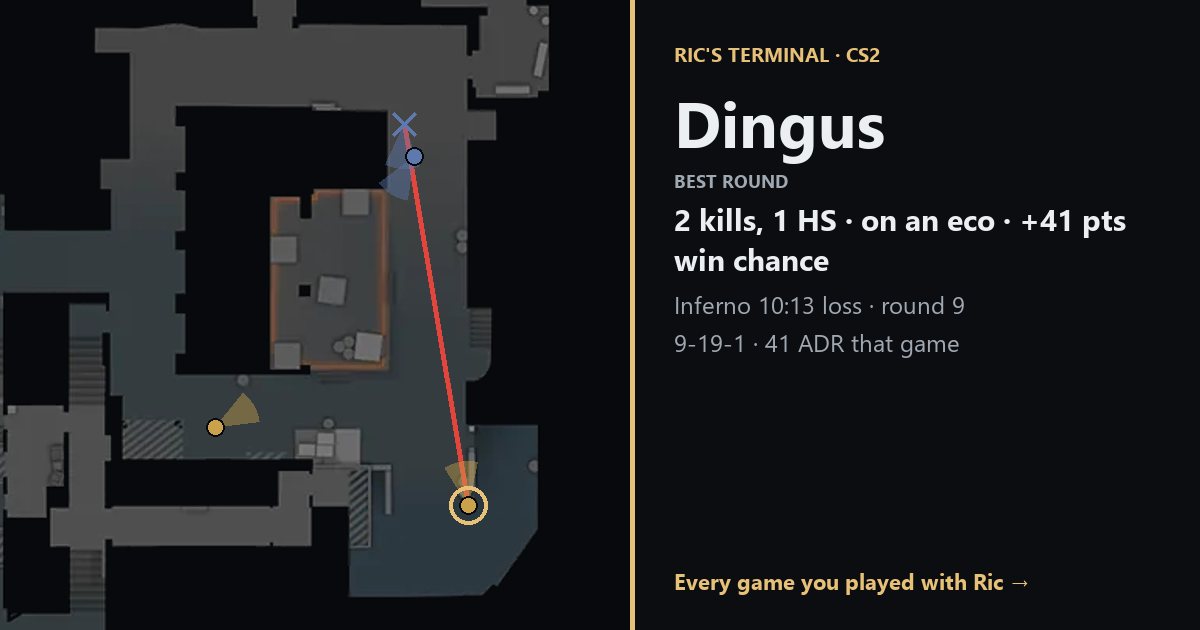 RIC'S TERMINAL · CS2
Dingus
BEST ROUND
2 kills, 1 HS · on an eco · +41 pts
win chance
Inferno 10:13 loss · round 9
9-19-1 · 41 ADR that game
Every game you played with Ric →